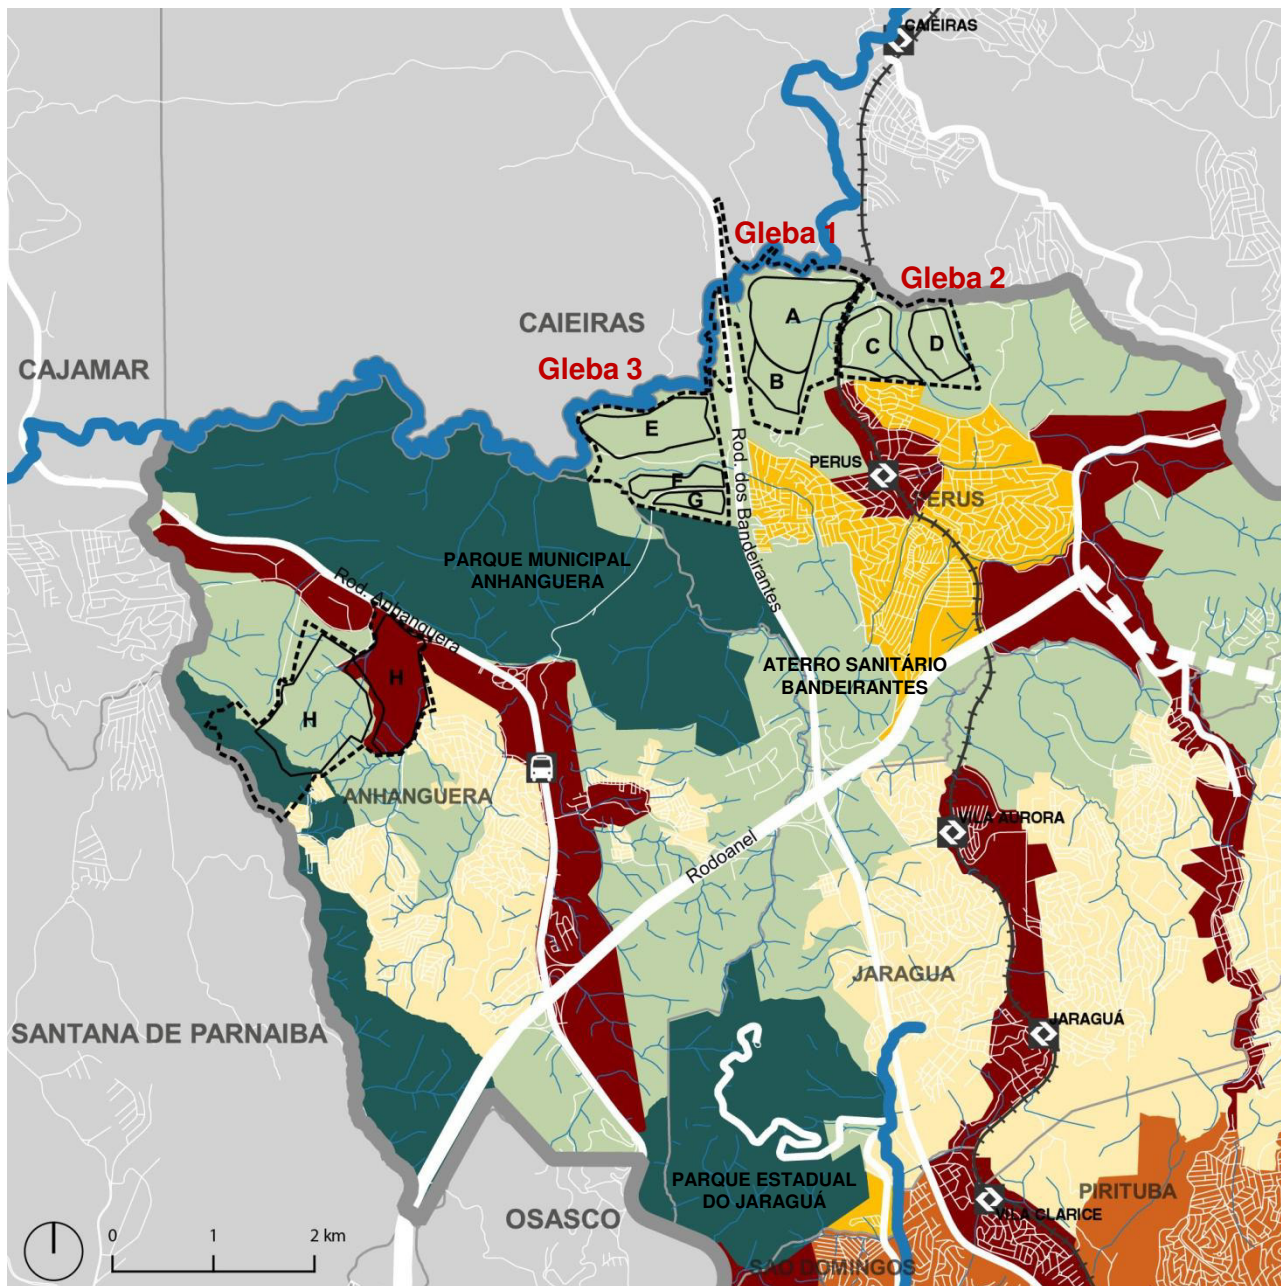 CAIEIRAS
Gleba 1
Gleba 2
A
CAIEIRAS
C
D
CAJAMAR
Gleba 3
B
E
Rod. dos Bandeirantes
PERUS
F
G
PERUS
PARQUE MUNICIPAL
ANHANGUERA
Rod. Anhanguera
ATERRO SANITÁRIO
BANDEIRANTES
H
H
ANHANGUERA
VILA AURORA
Rodoanel
JARAGUA
JARAGUÁ
SANTANA DE PARNAIBA
PARQUE ESTADUAL
DO JARAGUÁ
PIRITUBA
OSASCO
VILA CLARICE
0 1 2 km
SAO DOMINGOS